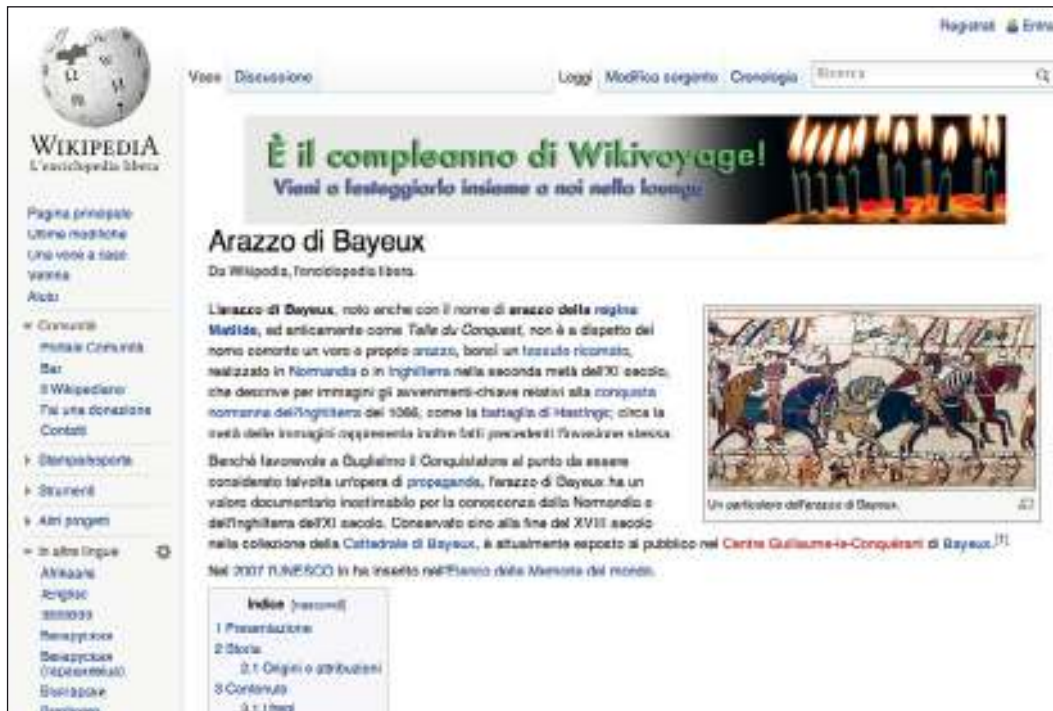 Registrati Entra
Voce Discussione
Leggi Modifica sorgente Cronologia Ricerca
WIKIPEDIA
L'enciclopedia libera
È il compleanno di Wikivoyage!
Vieni a festeggiarlo insieme a noi nella lounge
Pagina principale
Ultime modifiche
Una voce a caso
Vetrina
Aiuto
Comunità
Portale Comunità
Bar
Il Wikipediano
Fai una donazione
Contatti
Stampa/esporta
Strumenti
Altri progetti
In altre lingue
Afrikaans
Ænglisc
Беларуская
Беларуская
(тарашкевіца)
Български
Arazzo di Bayeux
Da Wikipedia, l'enciclopedia libera.
L'arazzo di Bayeux, noto anche con il nome di arazzo della regina
Matilde, ed anticamente come Telle du Conquest, non è a dispetto del
nome corrente un vero e proprio arazzo, bensì un tessuto ricamato,
realizzato in Normandia o in Inghilterra nella seconda metà dell'XI secolo,
che descrive per immagini gli avvenimenti-chiave relativi alla conquista
normanna dell'Inghilterra del 1066, come la battaglia di Hastings; circa la
metà delle immagini rappresenta inoltre fatti precedenti l'invasione stessa.
Benché favorevole a Guglielmo il Conquistatore al punto da essere
considerato talvolta un'opera di propaganda, l'arazzo di Bayeux ha un
valore documentario inestimabile per la conoscenza della Normandia e
dell'Inghilterra dell'XI secolo. Conservato sino alla fine del XVIII secolo
nella collezione della Cattedrale di Bayeux, è attualmente esposto al pubblico nel Centre Guillaume-le-Conquérant di Bayeux.[1]
Nel 2007 l'UNESCO lo ha inserito nell'Elenco della Memoria del mondo.
Un particolare dell'arazzo di Bayeux.
Indice [nascondi]
1 Presentazione
2 Storia
2.1 Origini e attribuzioni
3 Contenuto